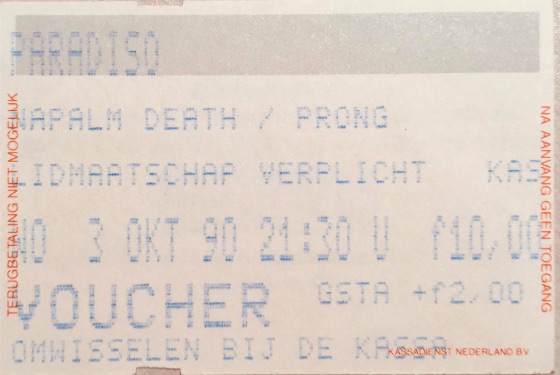 PARADISO
NAPALM DEATH / PRONG
LIDMAATSCHAP VERPLICHT KAS
WO 3 OKT 90 21:30 U f10,00
VOUCHER GSTA +f2,00
OMWISSELEN BIJ DE KASSA
KASSADIENST NEDERLAND B.V.
TERUGBETALING NIET MOGELIJK
NA AANVANG GEEN TOEGANG